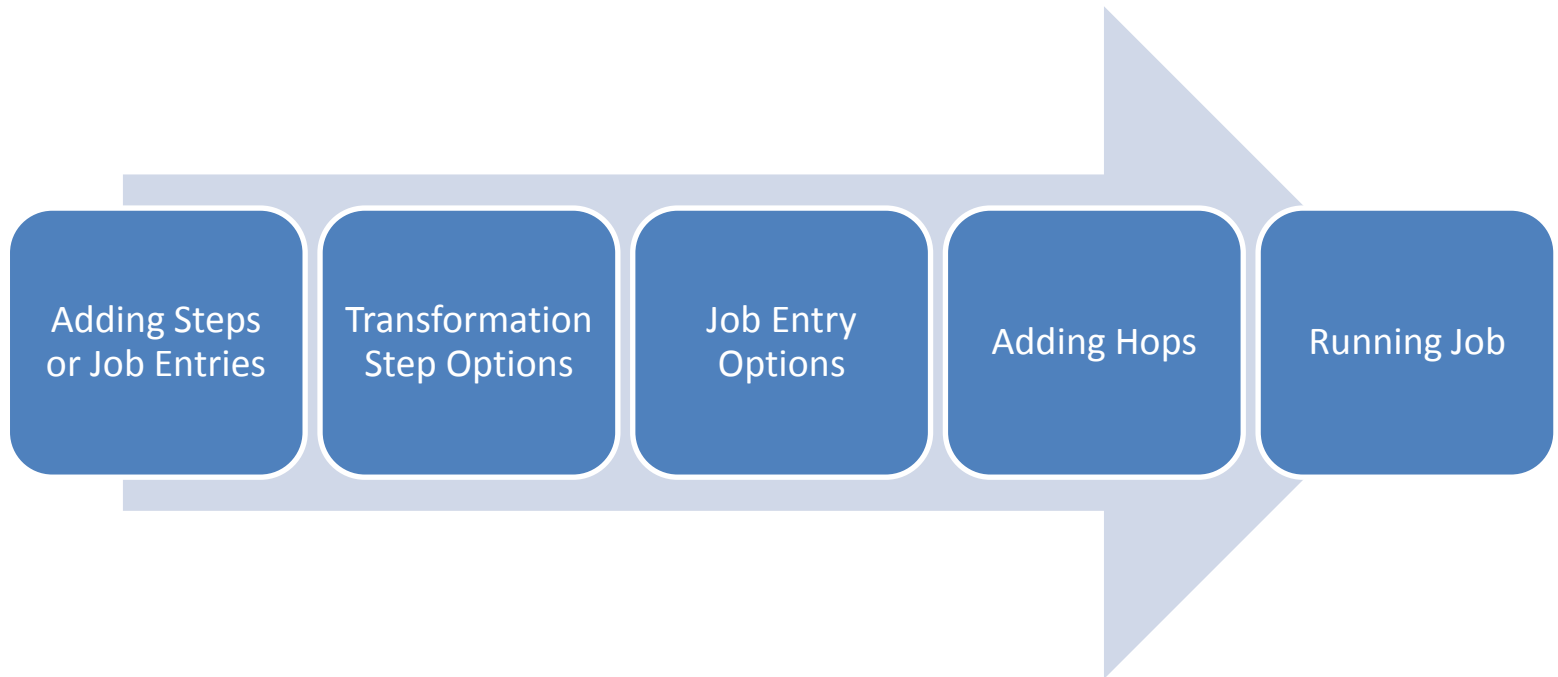 Adding Steps
or Job Entries
Transformation
Step Options
Job Entry
Options
Adding Hops
Running Job